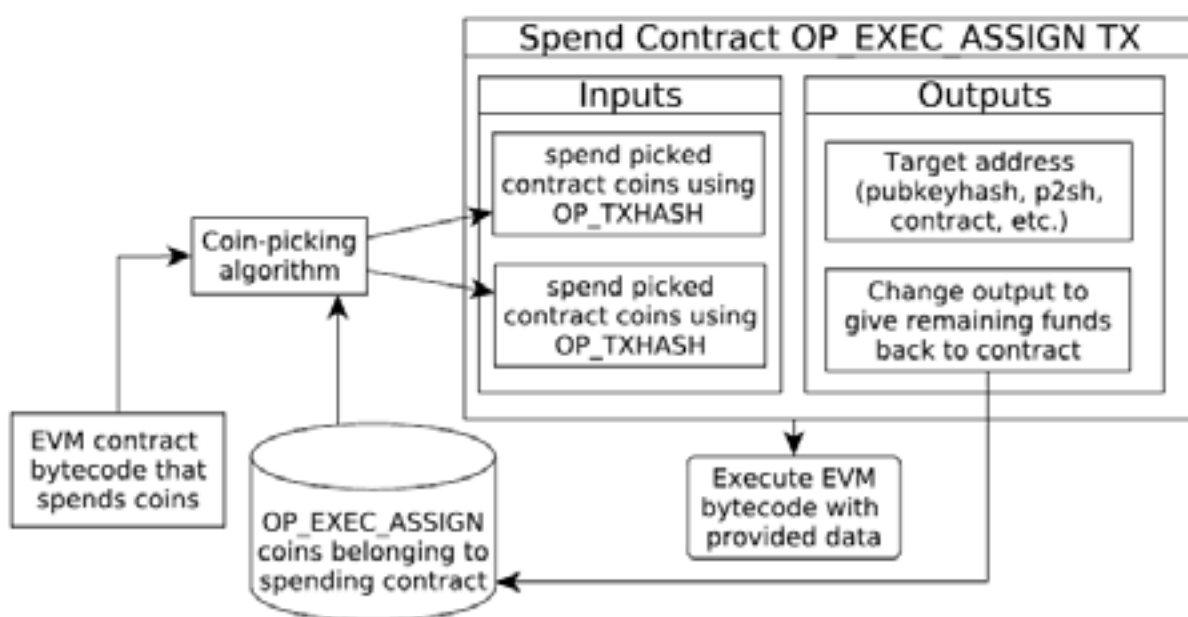 Spend Contract OP_EXEC_ASSIGN TX
Inputs
spend picked
contract coins using
OP_TXHASH
spend picked
contract coins using
OP_TXHASH
Outputs
Target address
(pubkeyhash, p2sh,
contract, etc.)
Change output to
give remaining funds
back to contract
Coin-picking
algorithm
EVM contract
bytecode that
spends coins
OP_EXEC_ASSIGN
coins belonging to
spending contract
Execute EVM
bytecode with
provided data